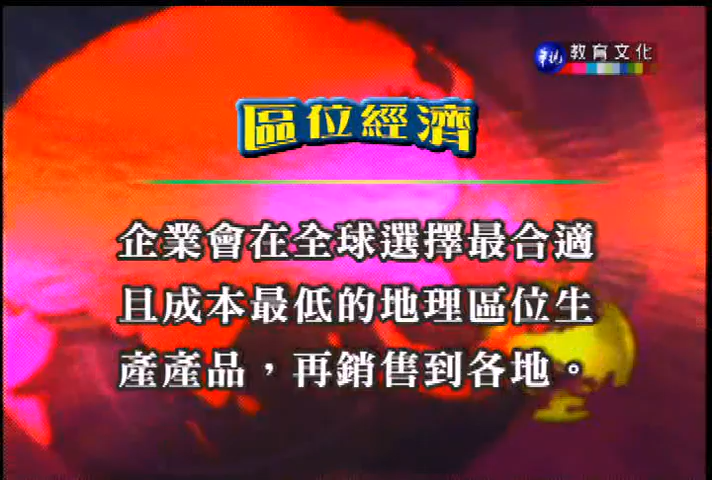 華視 教育文化
區位經濟
企業會在全球選擇最合適
且成本最低的地理區位生
產產品，再銷售到各地。